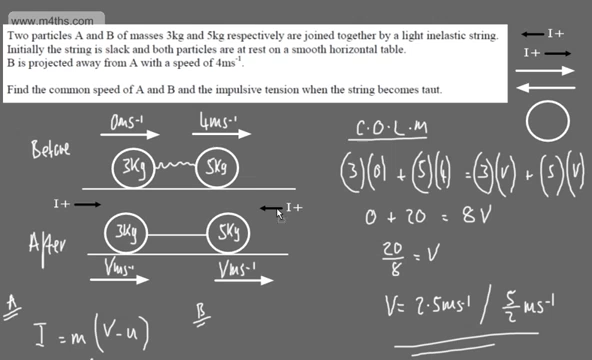 www.m4ths.com
Two particles A and B of masses 3kg and 5kg respectively are joined together by a light inelastic string.
Initially the string is slack and both particles are at rest on a smooth horizontal table.
B is projected away from A with a speed of 4ms⁻¹.
Find the common speed of A and B and the impulsive tension when the string becomes taut.
I+
I+
0ms⁻¹ 4ms⁻¹
Before 3Kg 5Kg
I+ I+
After 3Kg 5Kg
Vms⁻¹ Vms⁻¹
A B
I = m(V-u)
C.O.L.M
(3)(0) + (5)(4) = (3)(V) + (5)(V)
0 + 20 = 8V
20/8 = V
V = 2.5ms⁻¹ / 5/2 ms⁻¹